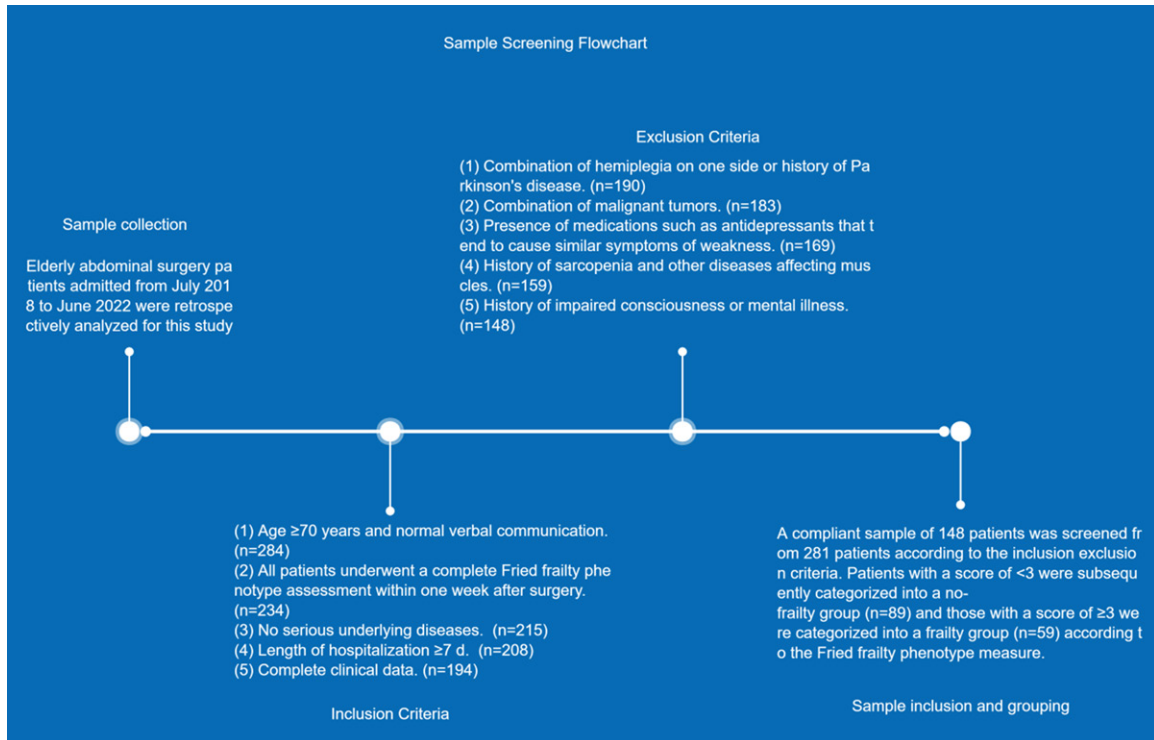 Sample Screening Flowchart
Sample collection
Elderly abdominal surgery pa
tients admitted from July 201
8 to June 2022 were retrospe
ctively analyzed for this study
(1) Age ≥70 years and normal verbal communication.
(n=284)
(2) All patients underwent a complete Fried frailty phe
notype assessment within one week after surgery.
(n=234)
(3) No serious underlying diseases. (n=215)
(4) Length of hospitalization ≥7 d. (n=208)
(5) Complete clinical data. (n=194)
Inclusion Criteria
Exclusion Criteria
(1) Combination of hemiplegia on one side or history of Pa
rkinson's disease. (n=190)
(2) Combination of malignant tumors. (n=183)
(3) Presence of medications such as antidepressants that t
end to cause similar symptoms of weakness. (n=169)
(4) History of sarcopenia and other diseases affecting mus
cles. (n=159)
(5) History of impaired consciousness or mental illness.
(n=148)
A compliant sample of 148 patients was screened fr
om 281 patients according to the inclusion exclusio
n criteria. Patients with a score of <3 were subsequ
ently categorized into a no-
frailty group (n=89) and those with a score of ≥3 we
re categorized into a frailty group (n=59) according t
o the Fried frailty phenotype measure.
Sample inclusion and grouping